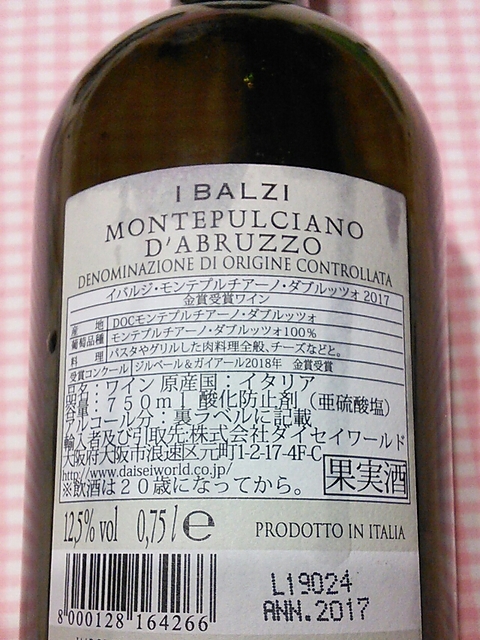 I BALZI
MONTEPULCIANO
D'ABRUZZO
DENOMINAZIONE DI ORIGINE CONTROLLATA
イバルジ・モンテプルチアーノ・ダブルッツォ 2017
金賞受賞ワイン
産 地 DOCモンテプルチアーノ・ダブルッツォ
葡萄品種 モンテプルチアーノ・ダブルッツォ100%
料 理 パスタやグリルした肉料理全般、チーズなどと。
受賞コンクール ジルベール&ガイアール2018年 金賞受賞
品名:ワイン 原産国:イタリア
容量:750ml 酸化防止剤(亜硫酸塩)
アルコール分:裏ラベルに記載
輸入者及び引取先:株式会社ダイセイワールド
大阪府大阪市浪速区元町1-2-17-4F-C
http://www.daiseiworld.co.jp/
※飲酒は20歳になってから。
果実酒
12,5% vol 0,75 l e
PRODOTTO IN ITALIA
L19024
ANN.2017
8 000128 164266